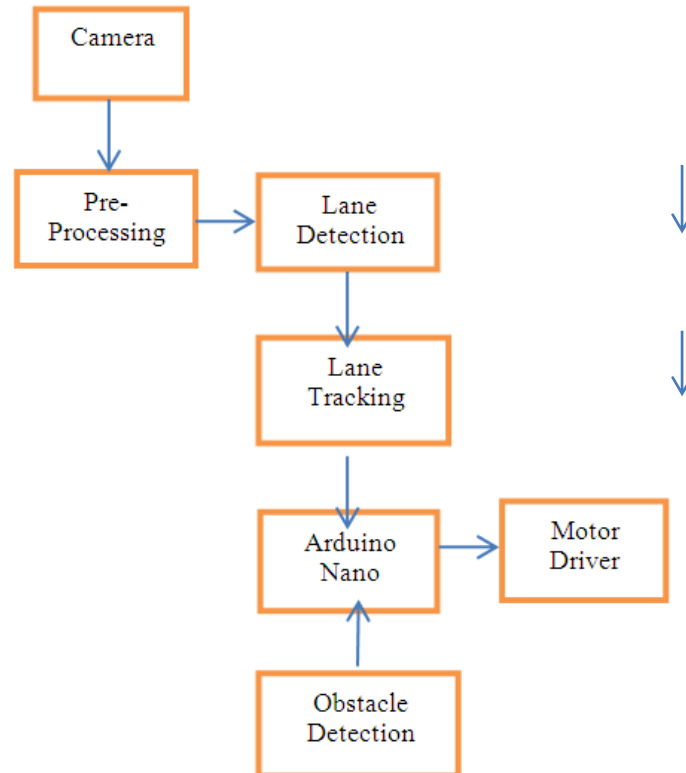 Camera
Pre-
Processing
Lane
Detection
Lane
Tracking
Arduino
Nano
Motor
Driver
Obstacle
Detection